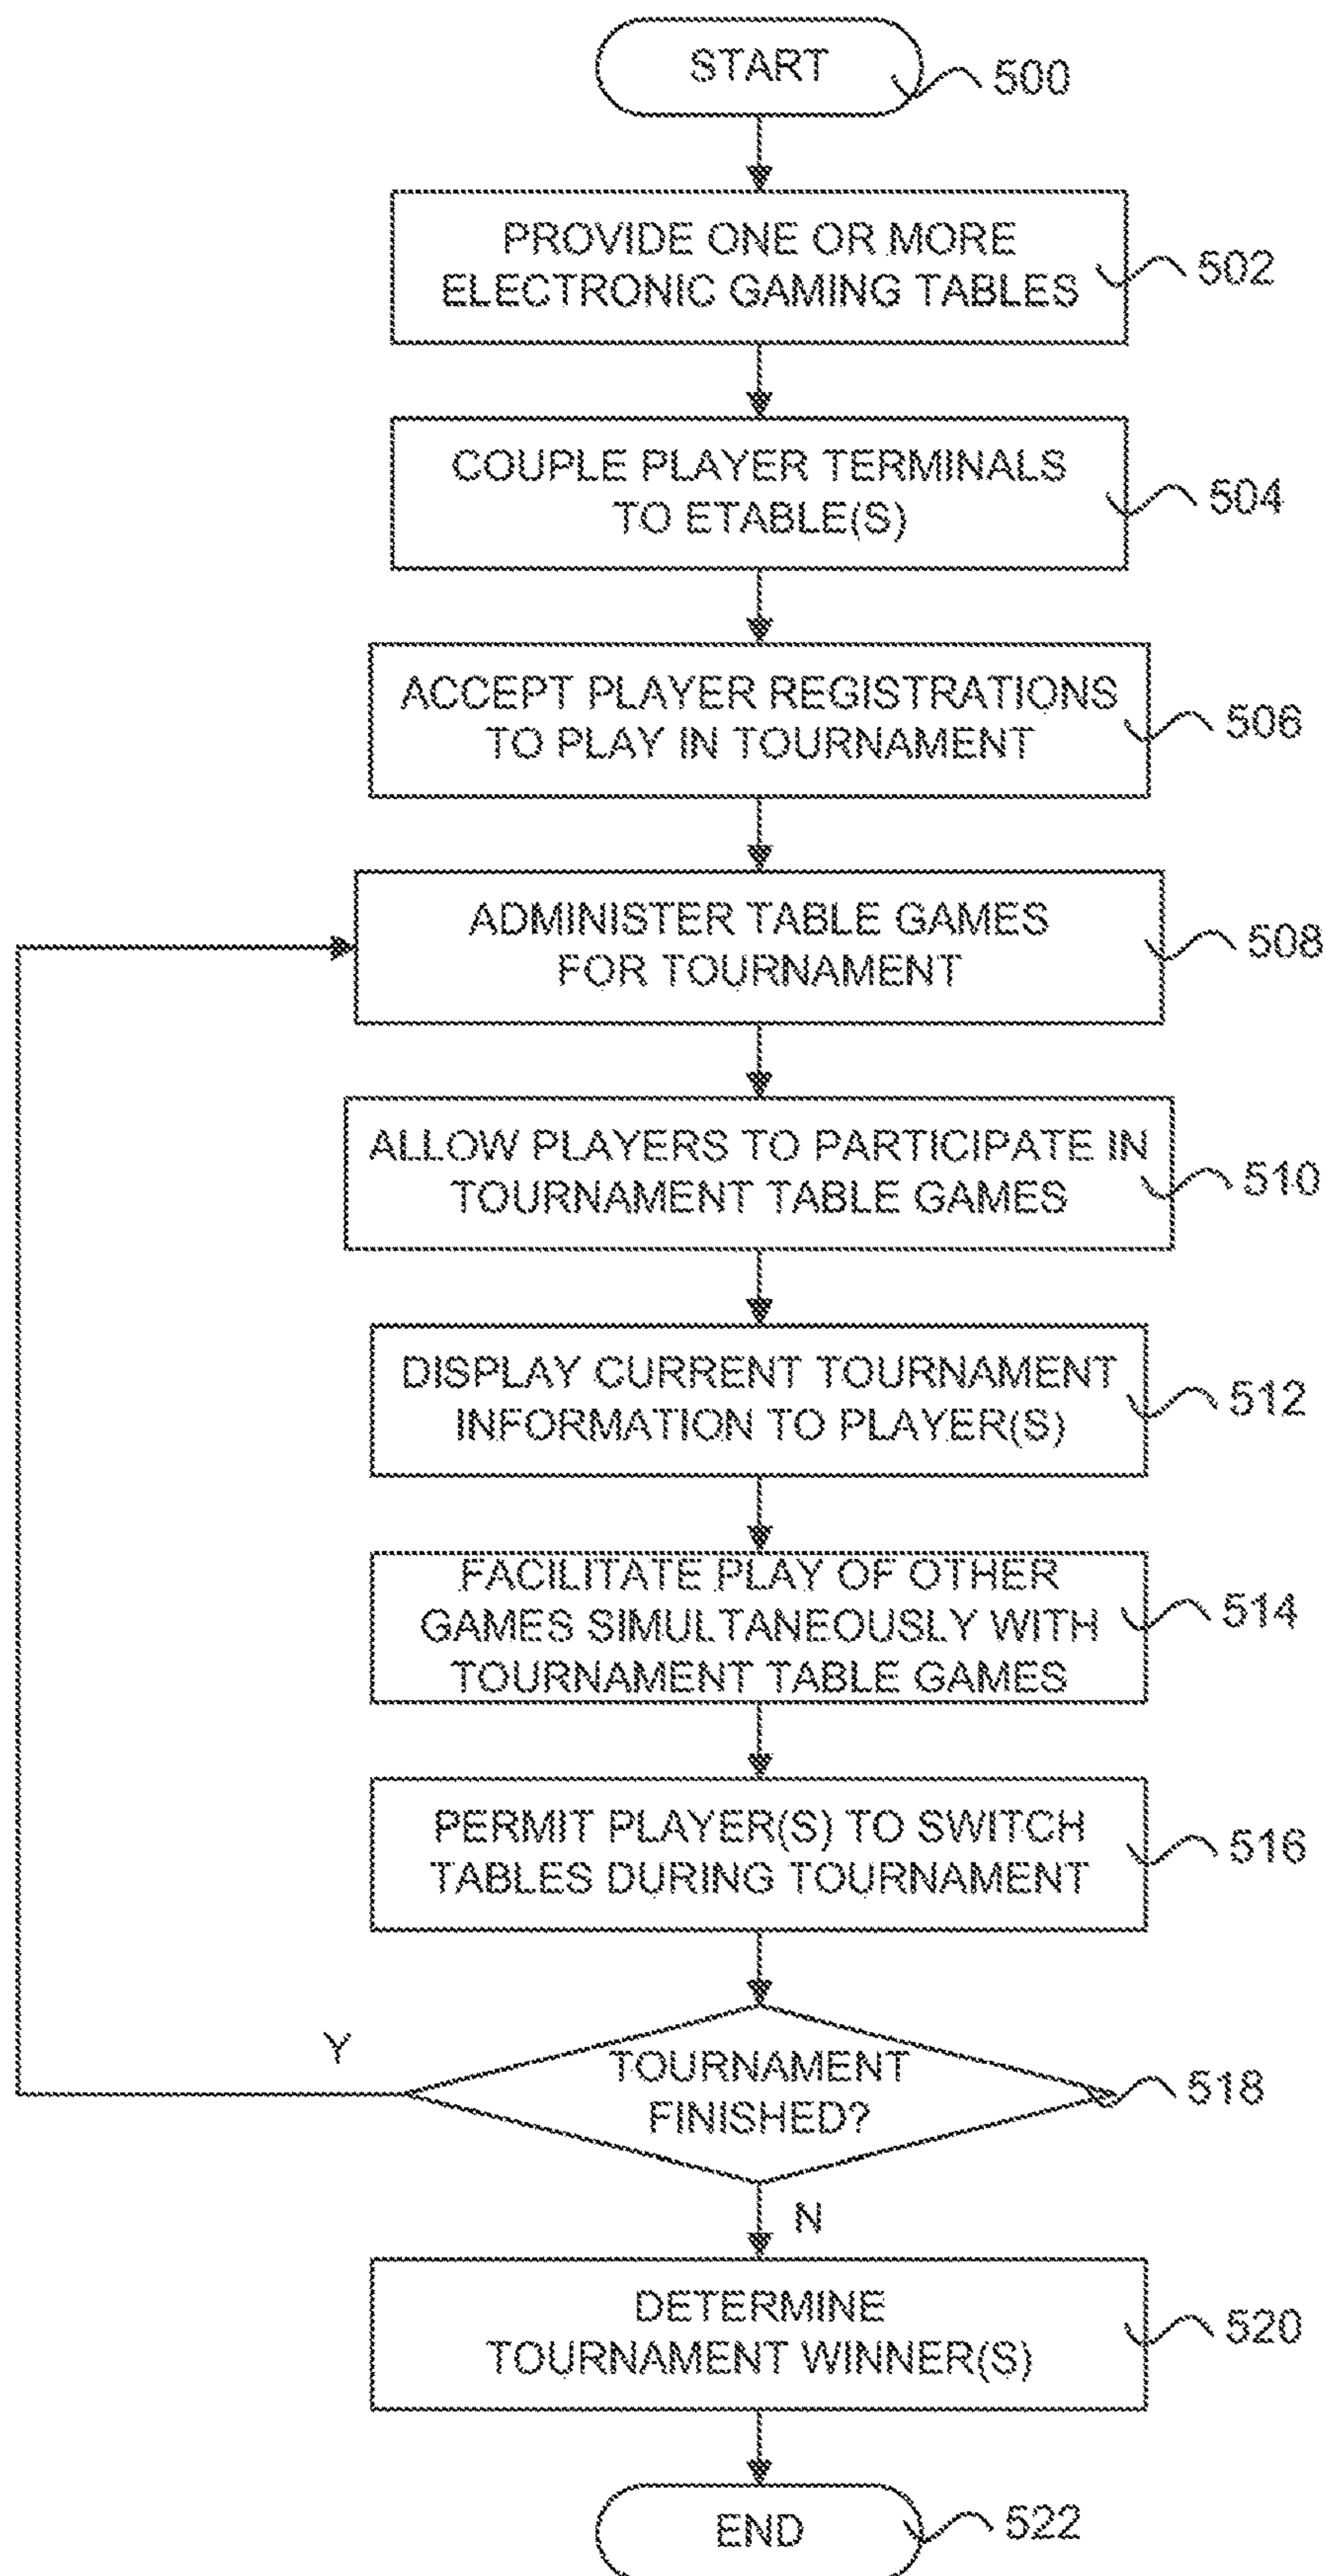 START
500
PROVIDE ONE OR MORE
ELECTRONIC GAMING TABLES
502
COUPLE PLAYER TERMINALS
TO ETABLE(S)
504
ACCEPT PLAYER REGISTRATIONS
TO PLAY IN TOURNAMENT
506
ADMINISTER TABLE GAMES
FOR TOURNAMENT
508
ALLOW PLAYERS TO PARTICIPATE IN
TOURNAMENT TABLE GAMES
510
DISPLAY CURRENT TOURNAMENT
INFORMATION TO PLAYER(S)
512
FACILITATE PLAY OF OTHER
GAMES SIMULTANEOUSLY WITH
TOURNAMENT TABLE GAMES
514
PERMIT PLAYER(S) TO SWITCH
TABLES DURING TOURNAMENT
516
Y
TOURNAMENT
FINISHED?
518
N
DETERMINE
TOURNAMENT WINNER(S)
520
END
522